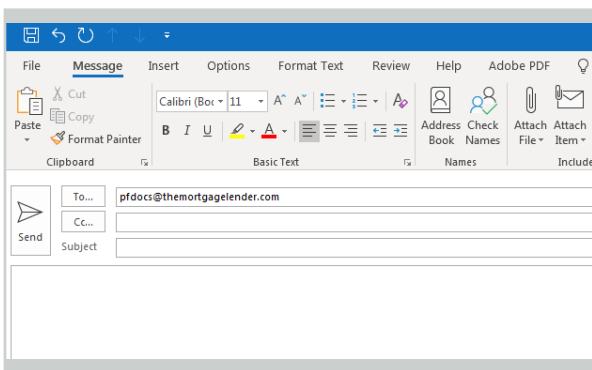 File Message Insert Options Format Text Review Help Adobe PDF
Paste
Cut
Copy
Format Painter
Clipboard
Calibri (Boc 11 A^ A˅
B I U A
Basic Text
Address Book
Check Names
Names
Attach File
Attach Item
Include
Send
To... pfdocs@themortgagelender.com
Cc...
Subject